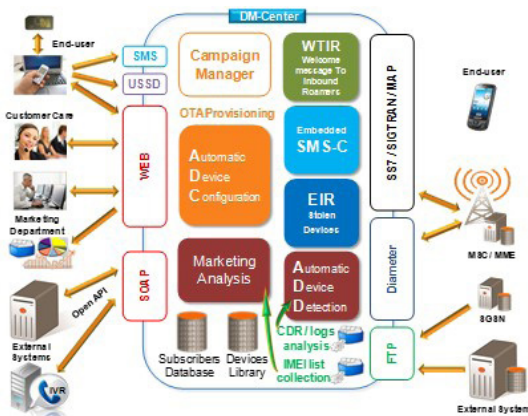 DM-Center
End-user
SMS
USSD
Customer Care
WEB
Marketing
Department
SOAP
Open API
External
Systems
IVR
Campaign
Manager
OTAProvisioning
Automatic
Device
Configuration
Marketing
Analysis
Subscribers
Database
Devices
Library
WTIR
Welcome
message To
Inbound
Roamers
Embedded
SMS-C
EIR
Stolen
Devices
Automatic
Device
Detection
CDR/logs
analysis
IMEI list
collection
SS7 / SIGTRAN / MAP
Diameter
FTP
End-user
MSC / MME
SGSN
External System